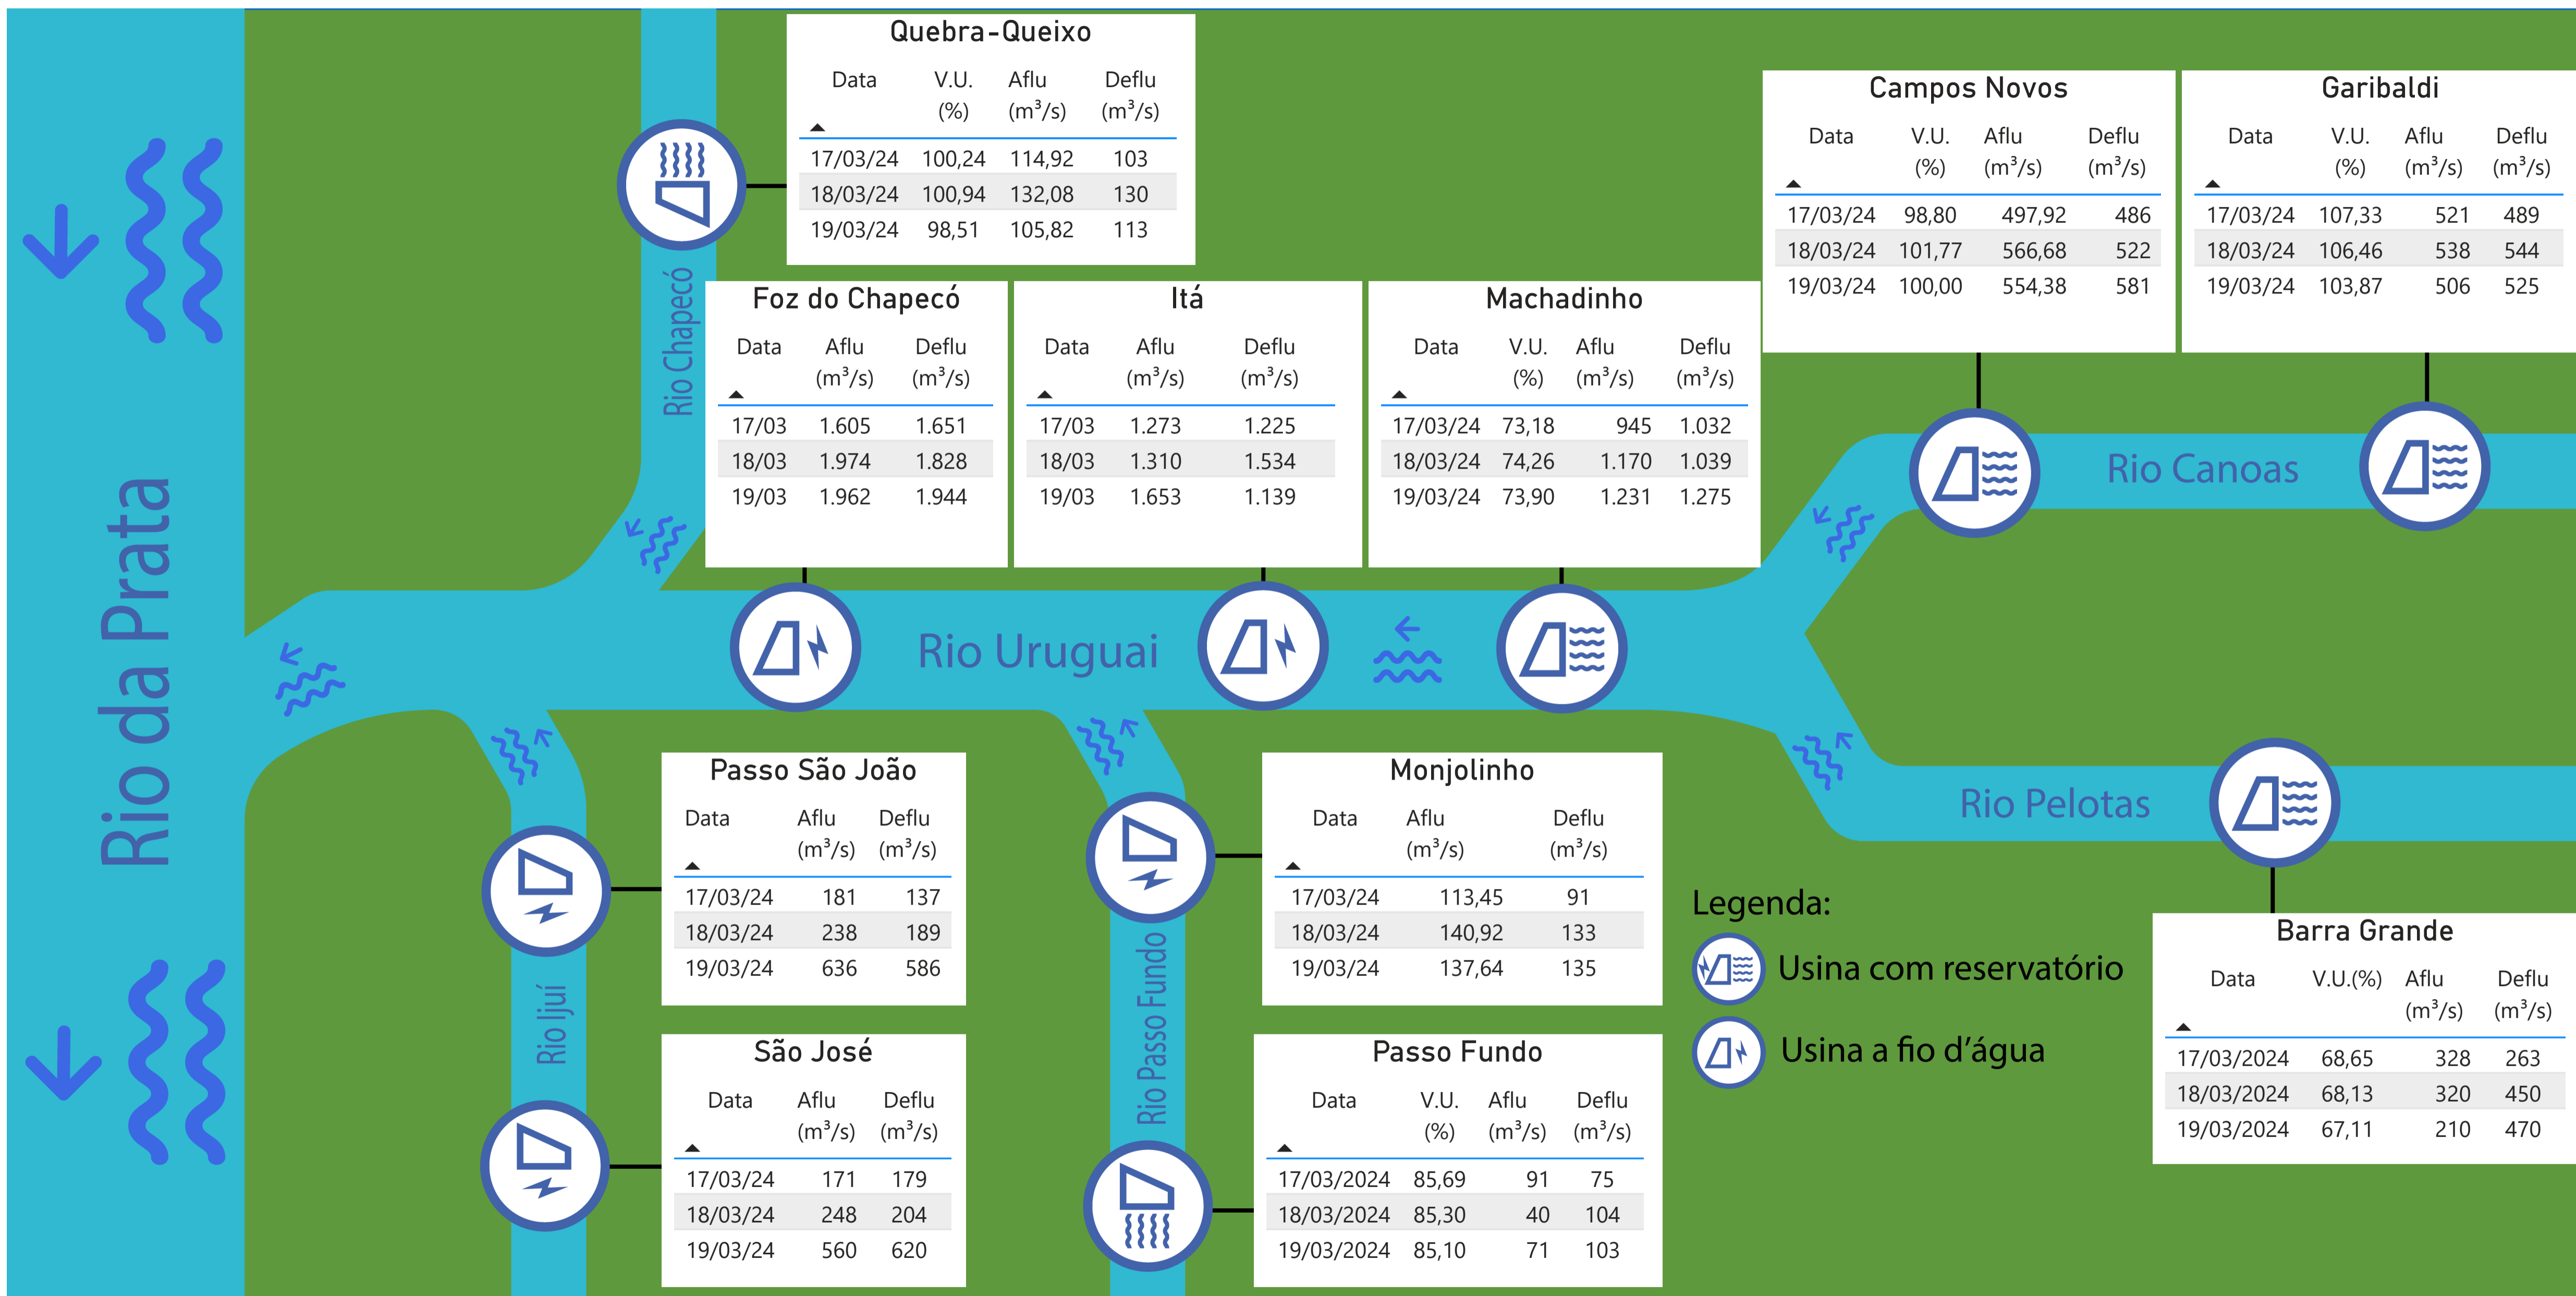 Rio da Prata
Quebra-Queixo
Data V.U. (%) Aflu (m³/s) Deflu (m³/s)
17/03/24 100,24 114,92 103
18/03/24 100,94 132,08 130
19/03/24 98,51 105,82 113
Rio Chapecó
Foz do Chapecó
Data Aflu (m³/s) Deflu (m³/s)
17/03 1.605 1.651
18/03 1.974 1.828
19/03 1.962 1.944
Itá
Data Aflu (m³/s) Deflu (m³/s)
17/03 1.273 1.225
18/03 1.310 1.534
19/03 1.653 1.139
Machadinho
Data V.U. (%) Aflu (m³/s) Deflu (m³/s)
17/03/24 73,18 945 1.032
18/03/24 74,26 1.170 1.039
19/03/24 73,90 1.231 1.275
Campos Novos
Data V.U. (%) Aflu (m³/s) Deflu (m³/s)
17/03/24 98,80 497,92 486
18/03/24 101,77 566,68 522
19/03/24 100,00 554,38 581
Garibaldi
Data V.U. (%) Aflu (m³/s) Deflu (m³/s)
17/03/24 107,33 521 489
18/03/24 106,46 538 544
19/03/24 103,87 506 525
Rio Canoas
Rio Uruguai
Rio Pelotas
Passo São João
Data Aflu (m³/s) Deflu (m³/s)
17/03/24 181 137
18/03/24 238 189
19/03/24 636 586
Rio Ijuí
São José
Data Aflu (m³/s) Deflu (m³/s)
17/03/24 171 179
18/03/24 248 204
19/03/24 560 620
Monjolinho
Data Aflu (m³/s) Deflu (m³/s)
17/03/24 113,45 91
18/03/24 140,92 133
19/03/24 137,64 135
Rio Passo Fundo
Passo Fundo
Data V.U. (%) Aflu (m³/s) Deflu (m³/s)
17/03/2024 85,69 91 75
18/03/2024 85,30 40 104
19/03/2024 85,10 71 103
Legenda:
Usina com reservatório
Usina a fio d’água
Barra Grande
Data V.U.(%) Aflu (m³/s) Deflu (m³/s)
17/03/2024 68,65 328 263
18/03/2024 68,13 320 450
19/03/2024 67,11 210 470